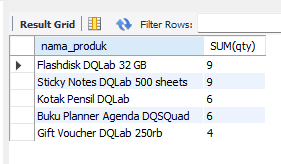 Result Grid Filter Rows:
nama_produk SUM(qty)
Flashdisk DQLab 32 GB 9
Sticky Notes DQLab 500 sheets 9
Kotak Pensil DQLab 6
Buku Planner Agenda DQSQuad 6
Gift Voucher DQLab 250rb 4